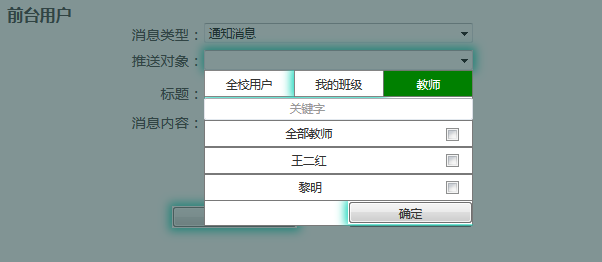 前台用户
消息类型： 通知消息
推送对象：
全校用户 我的班级 教师
标题：
关键字
消息内容：
全部教师
王二红
黎明
确定